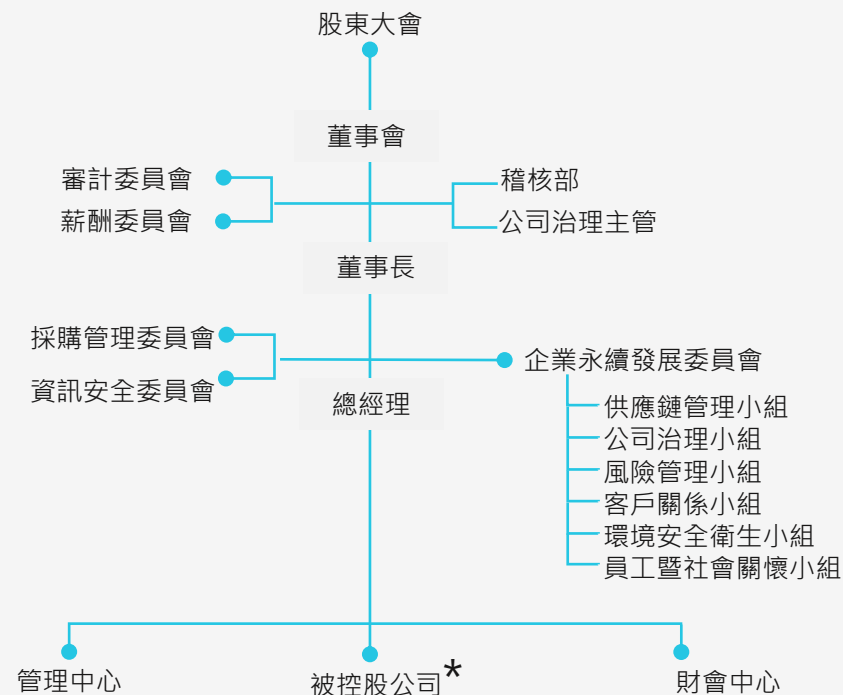 股東大會
董事會
審計委員會
稽核部
薪酬委員會
公司治理主管
董事長
採購管理委員會
企業永續發展委員會
資訊安全委員會
總經理
供應鏈管理小組
公司治理小組
風險管理小組
客戶關係小組
環境安全衛生小組
員工暨社會關懷小組
管理中心
被控股公司*
財會中心